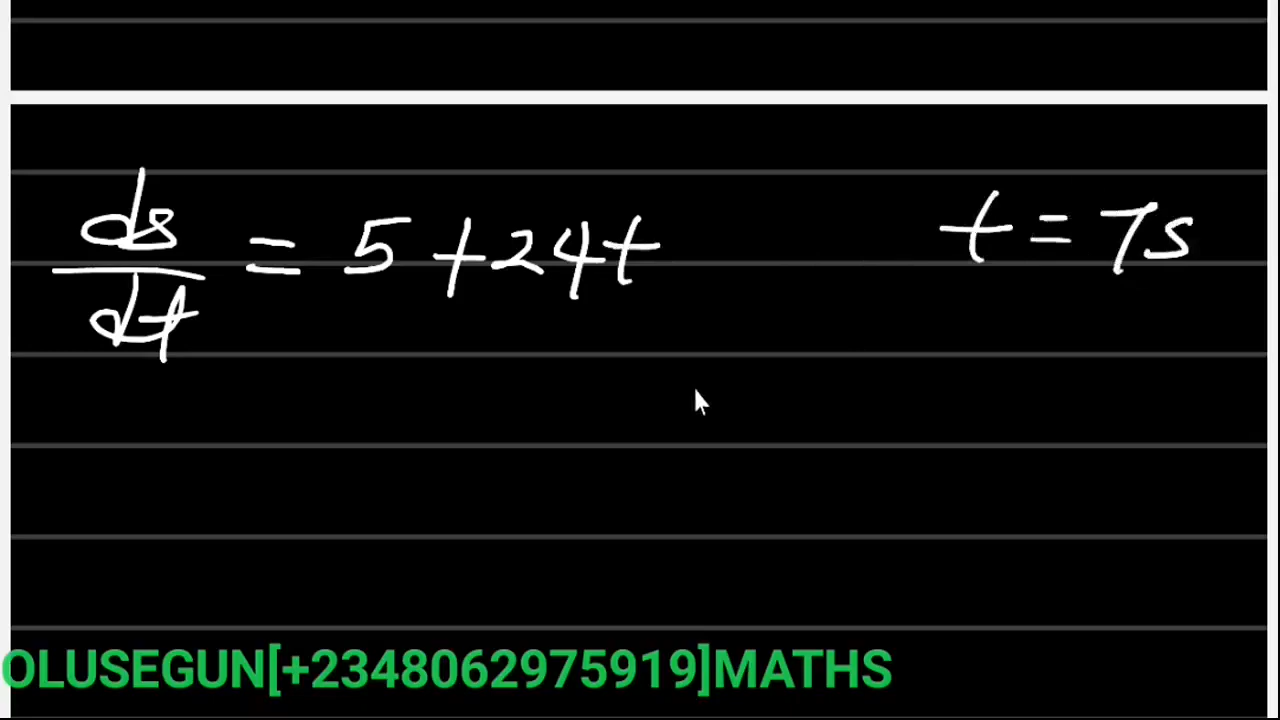 ds/dt = 5+24t
t = 7s
OLUSEGUN[+2348062975919]MATHS